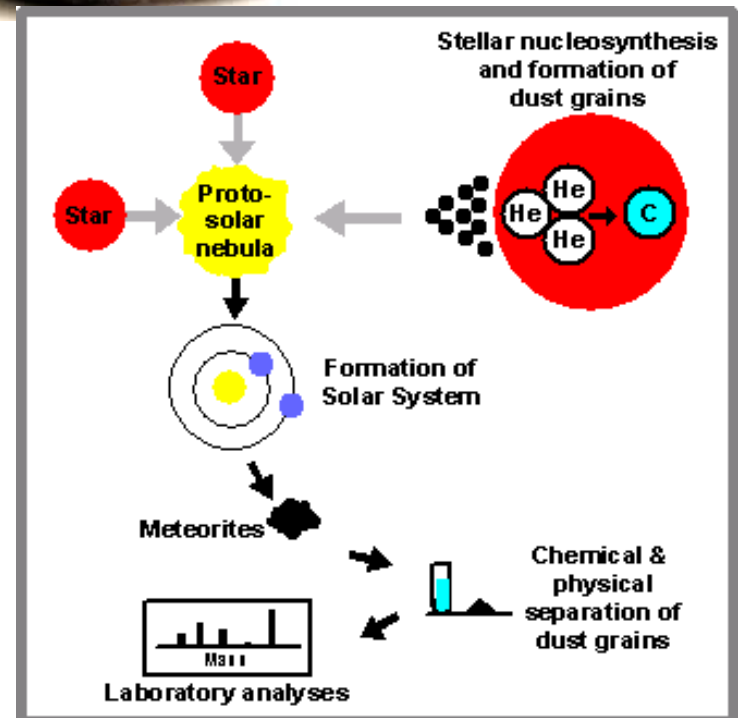 Stellar nucleosynthesis
and formation of
dust grains
Star
He
He
He
C
Star
Proto-
solar
nebula
Formation of
Solar System
Meteorites
Chemical &
physical
separation of
dust grains
Laboratory analyses